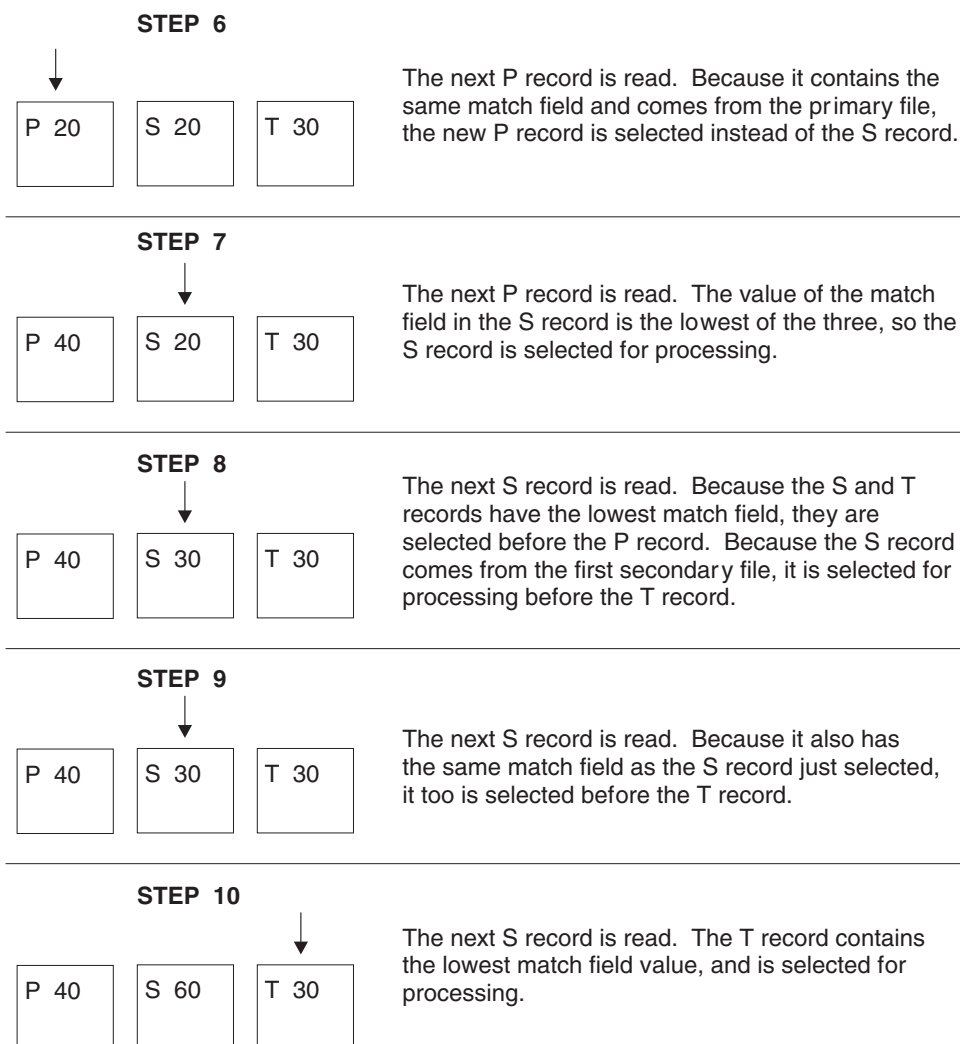 STEP 6
P 20 S 20 T 30
The next P record is read. Because it contains the
same match field and comes from the primary file,
the new P record is selected instead of the S record.
STEP 7
P 40 S 20 T 30
The next P record is read. The value of the match
field in the S record is the lowest of the three, so the
S record is selected for processing.
STEP 8
P 40 S 30 T 30
The next S record is read. Because the S and T
records have the lowest match field, they are
selected before the P record. Because the S record
comes from the first secondary file, it is selected for
processing before the T record.
STEP 9
P 40 S 30 T 30
The next S record is read. Because it also has
the same match field as the S record just selected,
it too is selected before the T record.
STEP 10
P 40 S 60 T 30
The next S record is read. The T record contains
the lowest match field value, and is selected for
processing.